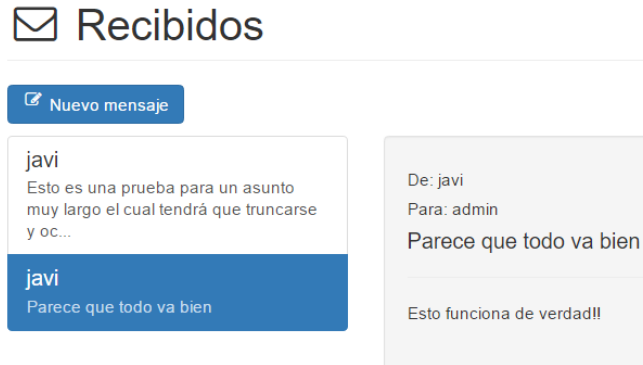 Recibidos
Nuevo mensaje
javi
Esto es una prueba para un asunto
muy largo el cual tendrá que truncarse
y oc...
javi
Parece que todo va bien
De: javi
Para: admin
Parece que todo va bien
Esto funciona de verdad!!